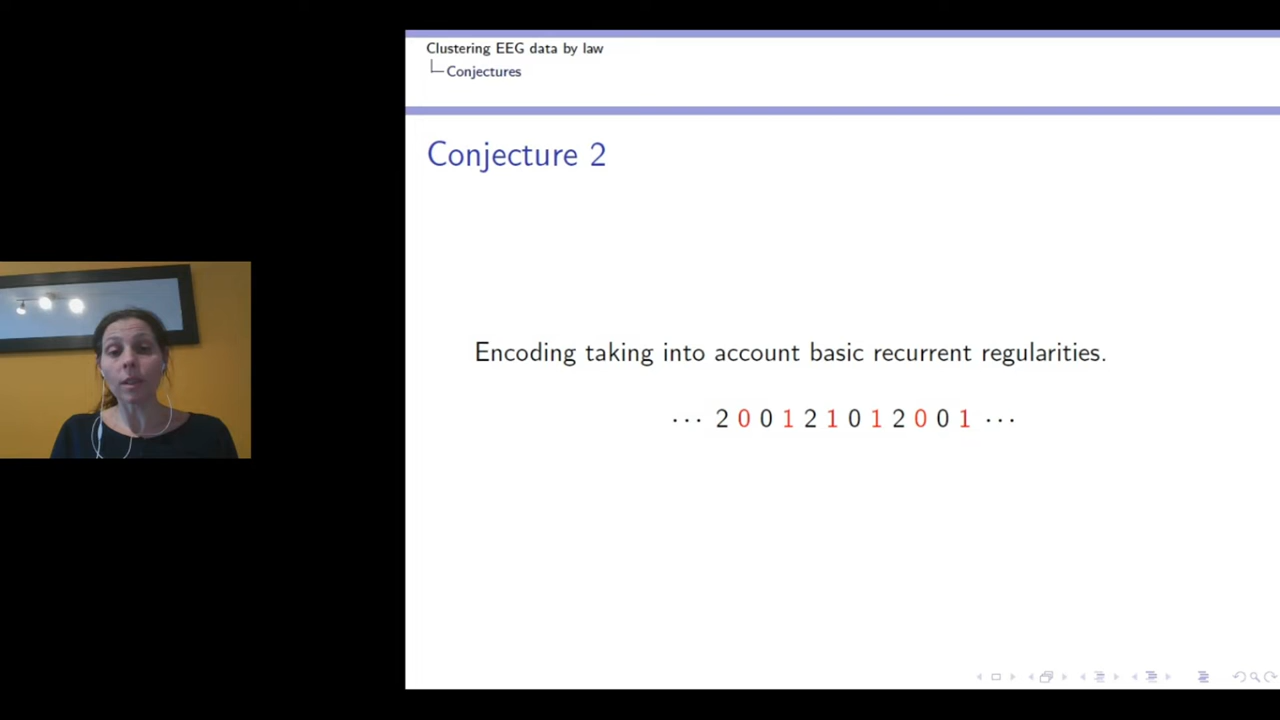 Clustering EEG data by law
Conjectures
Conjecture 2
Encoding taking into account basic recurrent regularities.
··· 2 0 0 1 2 1 0 1 2 0 0 1 ···